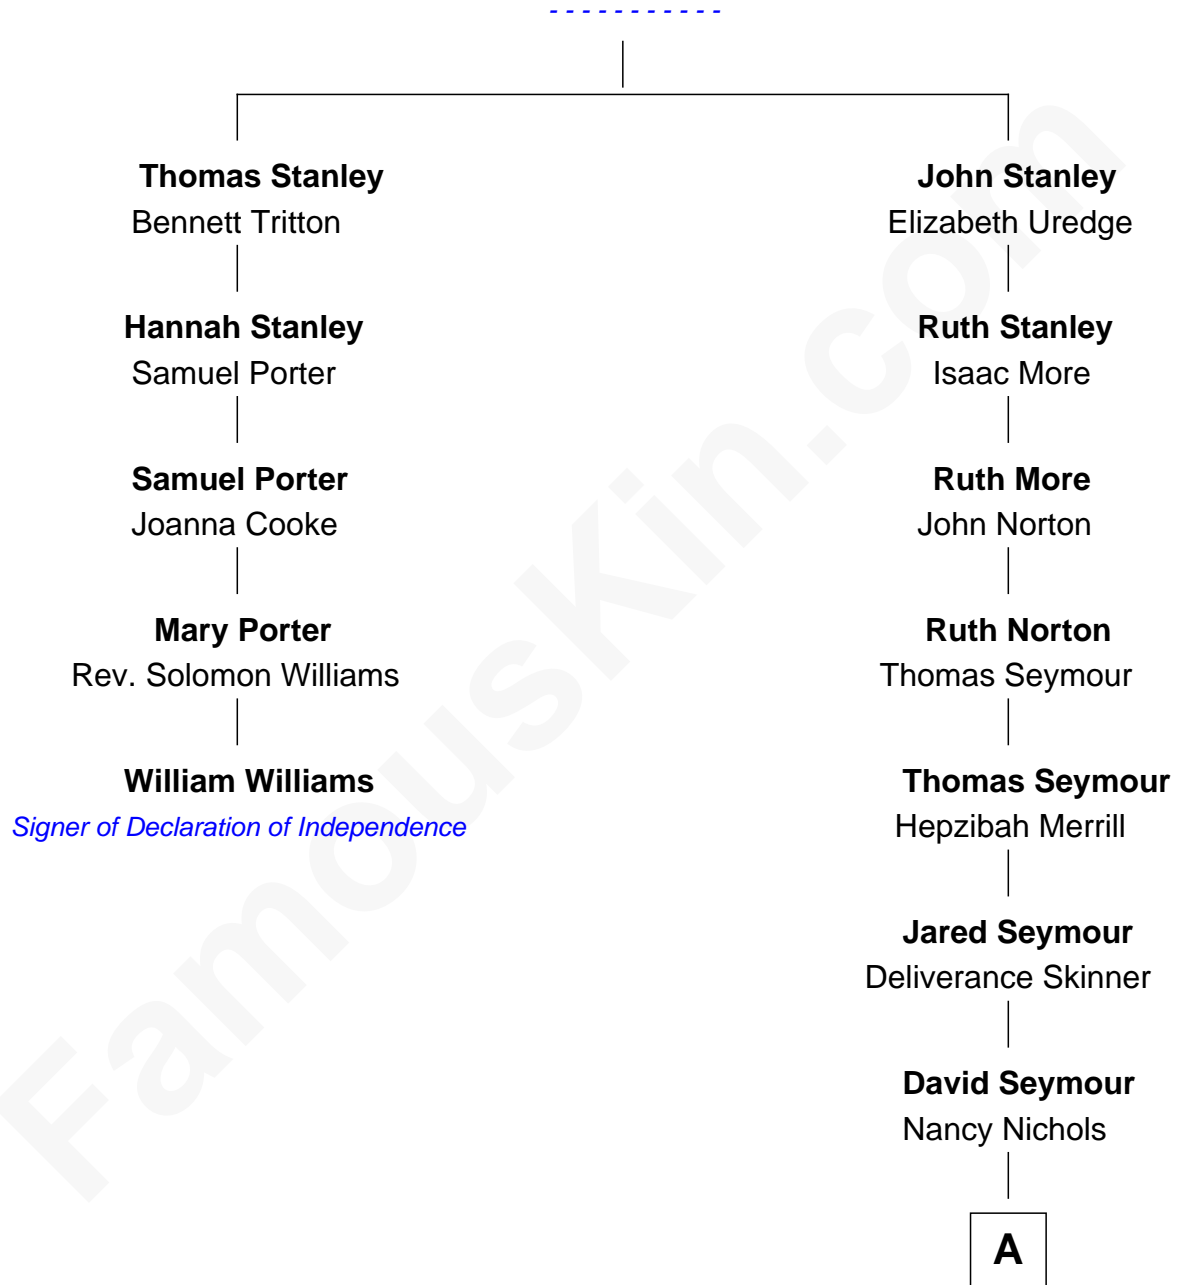 - - - - - - - - - - -
Thomas Stanley
Bennett Tritton
John Stanley
Elizabeth Uredge
Hannah Stanley
Samuel Porter
Ruth Stanley
Isaac More
Samuel Porter
Joanna Cooke
Ruth More
John Norton
Mary Porter
Rev. Solomon Williams
Ruth Norton
Thomas Seymour
William Williams
Signer of Declaration of Independence
Thomas Seymour
Hepzibah Merrill
Jared Seymour
Deliverance Skinner
David Seymour
Nancy Nichols
A
FamousKin.com